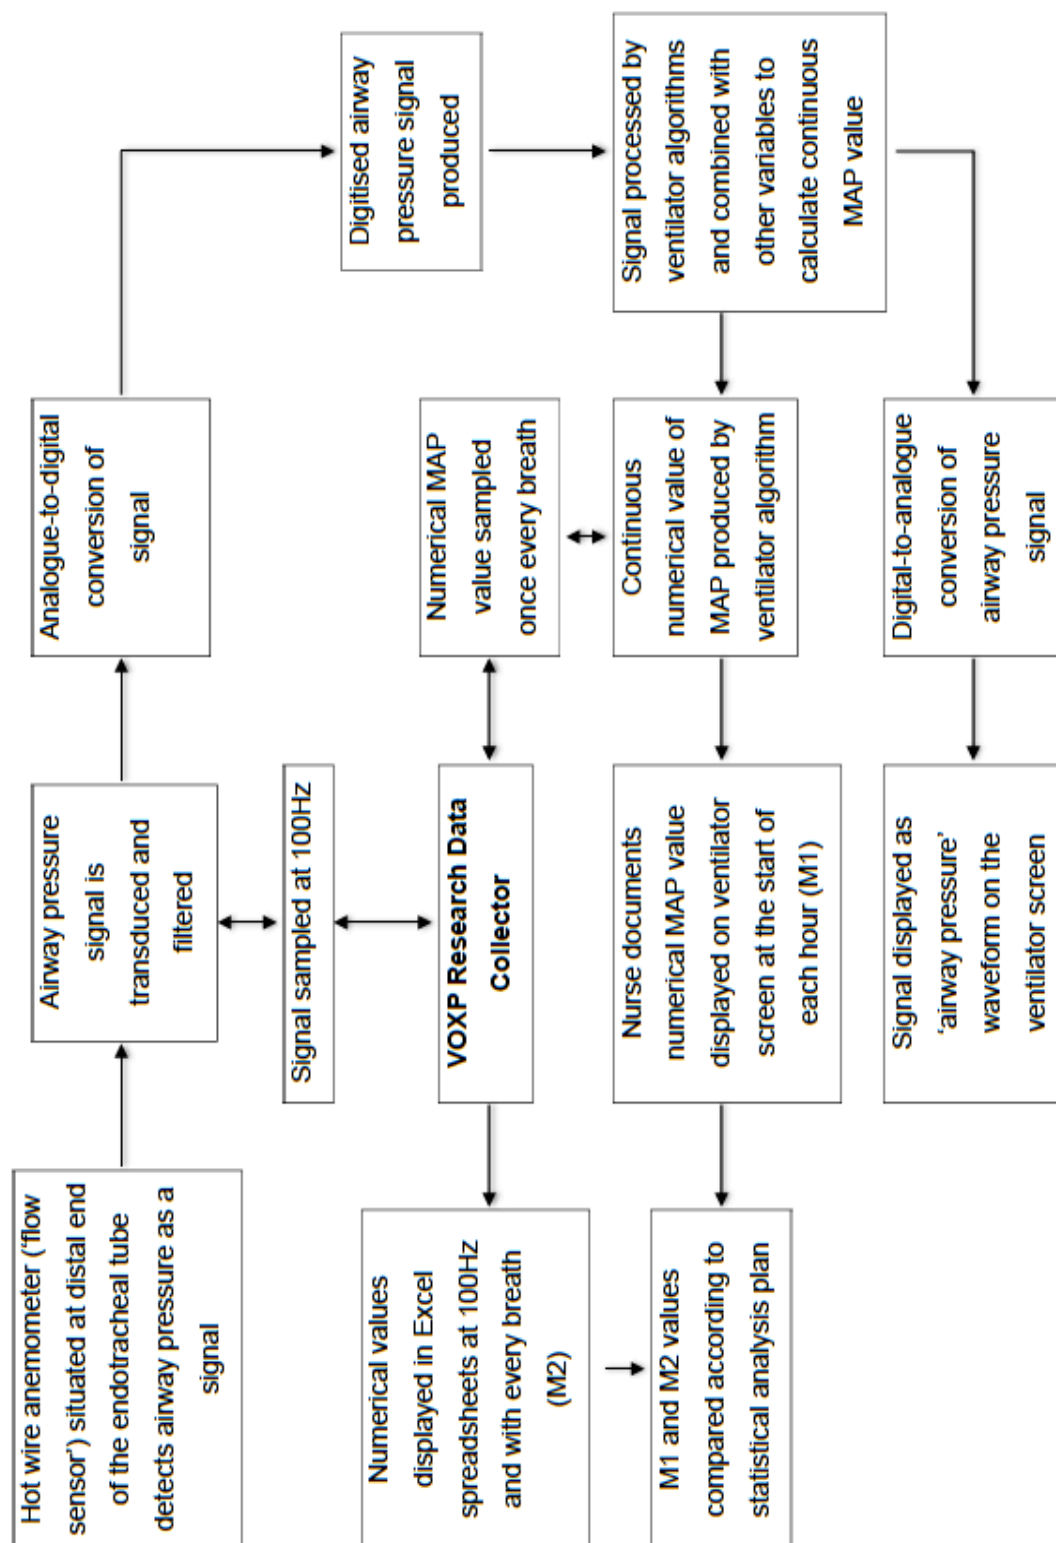 Hot wire anemometer (‘flow
sensor’) situated at distal end
of the endotracheal tube
detects airway pressure as a
signal
Airway pressure
signal is
transduced and
filtered
Analogue-to-digital
conversion of
signal
Digitised airway
pressure signal
produced
Signal sampled at 100Hz
Numerical values
displayed in Excel
spreadsheets at 100Hz
and with every breath
(M2)
VOXP Research Data
Collector
Numerical MAP
value sampled
once every breath
Signal processed by
ventilator algorithms
and combined with
other variables to
calculate continuous
MAP value
M1 and M2 values
compared according to
statistical analysis plan
Nurse documents
numerical MAP value
displayed on ventilator
screen at the start of
each hour (M1)
Continuous
numerical value of
MAP produced by
ventilator algorithm
Signal displayed as
‘airway pressure’
waveform on the
ventilator screen
Digital-to-analogue
conversion of
airway pressure
signal